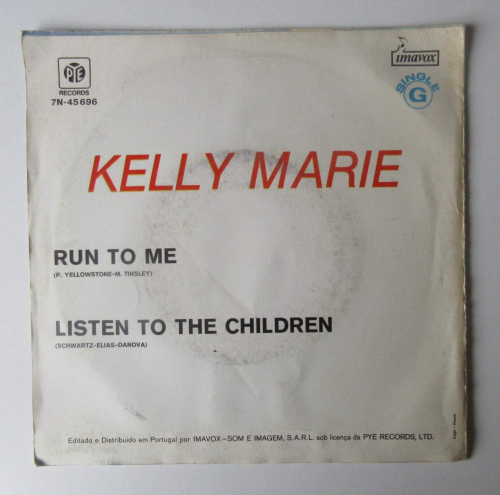 PYE
RECORDS
7N-45696
imavox
SINGLE
G
KELLY MARIE
RUN TO ME
(P. YELLOWSTONE-M. TINSLEY)
LISTEN TO THE CHILDREN
(SCHWARTZ-ELIAS-DANOVA)
Editado e Distribuido em Portugal por IMAVOX-SOM E IMAGEM, S.A.R.L. sob licença da PYE RECORDS, LTD.